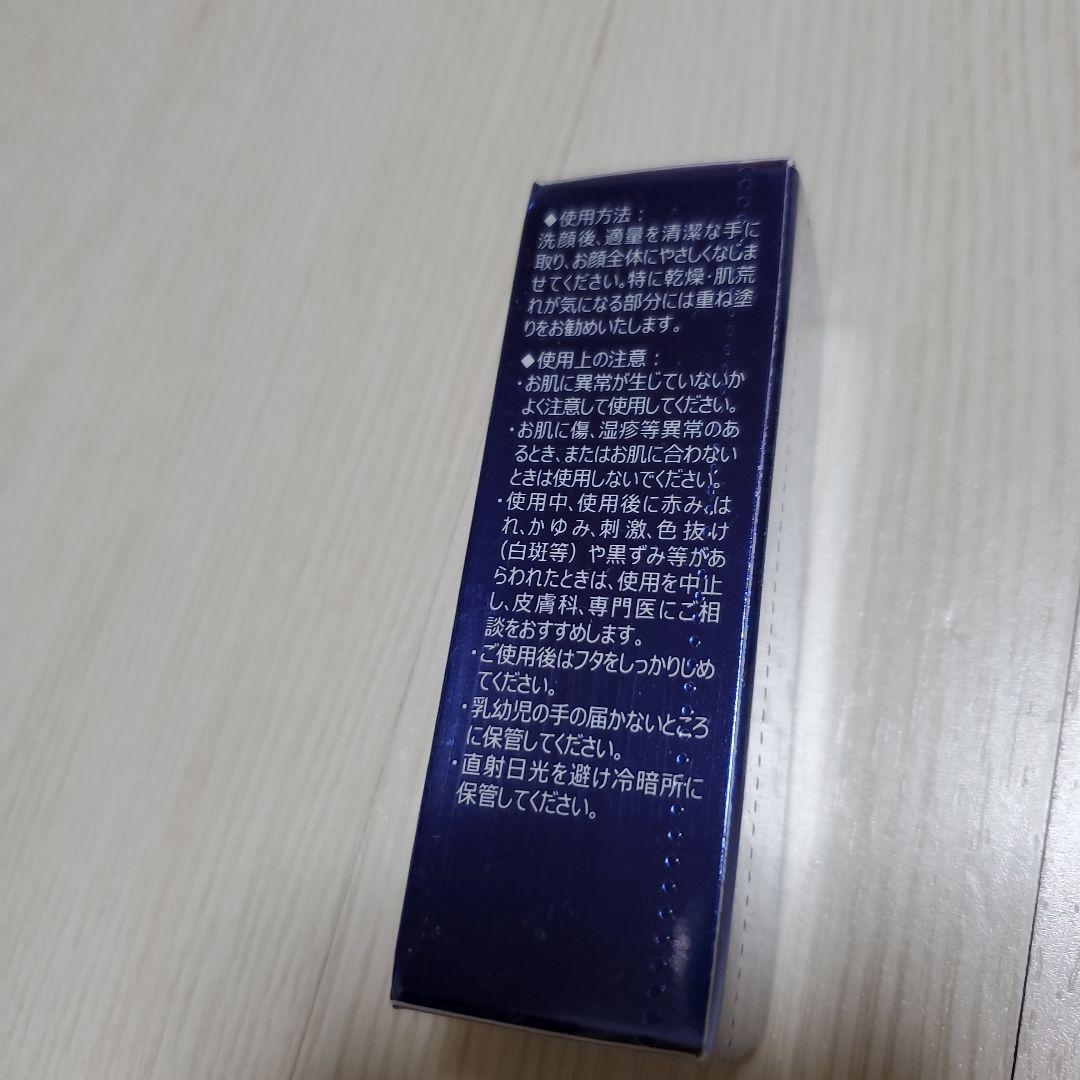 ◆使用方法：
洗顔後、適量を清潔な手に
取り、お顔全体にやさしくなじま
せてください。特に乾燥・肌荒
れが気になる部分には重ね塗
りをお勧めいたします。
◆使用上の注意：
・お肌に異常が生じていないか
よく注意して使用してください。
・お肌に傷、湿疹等異常のあ
るとき、またはお肌に合わない
ときは使用しないでください。
・使用中、使用後に赤み、は
れ、かゆみ、刺激、色抜け
（白斑等）や黒ずみ等があ
らわれたときは、使用を中止
し、皮膚科、専門医にご相
談をおすすめします。
・ご使用後はフタをしっかりしめ
てください。
・乳幼児の手の届かないところ
に保管してください。
・直射日光を避け冷暗所に
保管してください。